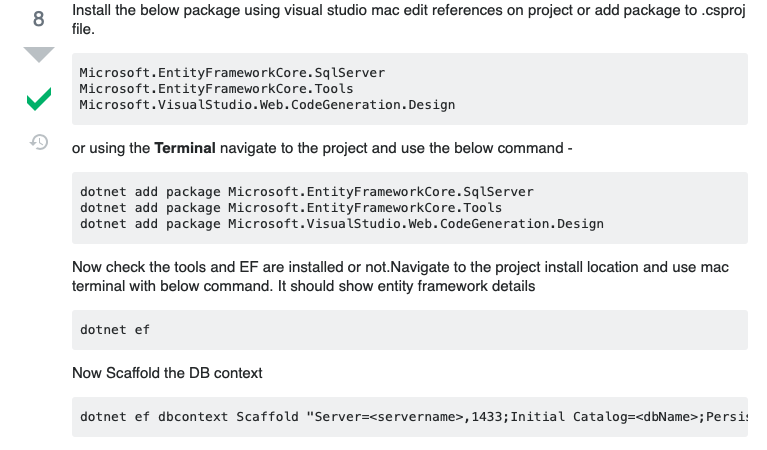 8
Install the below package using visual studio mac edit references on project or add package to .csproj
file.
Microsoft.EntityFrameworkCore.SqlServer
Microsoft.EntityFrameworkCore.Tools
Microsoft.VisualStudio.Web.CodeGeneration.Design
or using the Terminal navigate to the project and use the below command -
dotnet add package Microsoft.EntityFrameworkCore.SqlServer
dotnet add package Microsoft.EntityFrameworkCore.Tools
dotnet add package Microsoft.VisualStudio.Web.CodeGeneration.Design
Now check the tools and EF are installed or not.Navigate to the project install location and use mac
terminal with below command. It should show entity framework details
dotnet ef
Now Scaffold the DB context
dotnet ef dbcontext Scaffold "Server=<servername>,1433;Initial Catalog=<dbName>;Persis